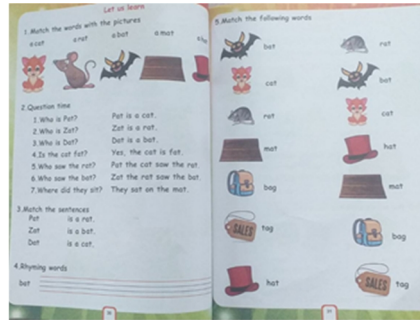 Let us learn
1.Match the words with the pictures
a cat a rat a bat a mat a ha
2.Question time
1.Who is Pat? Pat is a cat.
2.Who is Zat? Zat is a rat.
3.Who is Dat? Dat is a bat.
4.Is the cat fat? Yes, the cat is fat.
5.Who saw the rat? Pat the cat saw the rat.
6.Who saw the bat? Zat the rat saw the bat.
7.Where did they sit? They sat on the mat.
3.Match the sentences
Pat is a rat.
Zat is a bat.
Dat is a cat.
4.Rhyming words
bat
5.Match the following words
bat rat
cat bat
rat cat
mat hat
bag mat
SALES tag bag
hat SALES tag